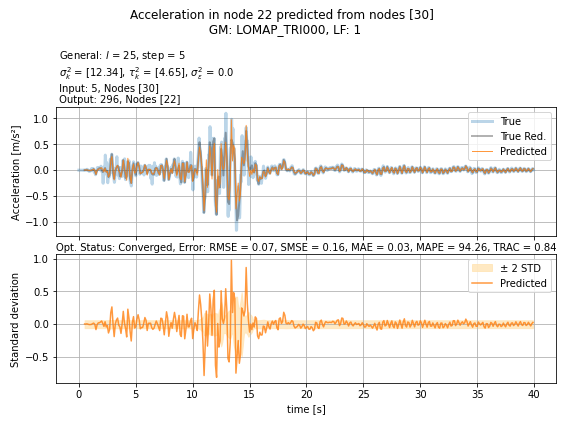 Acceleration in node 22 predicted from nodes [30]
GM: LOMAP_TRI000, LF: 1
General: l = 25, step = 5
σ²ₖ = [12.34], τ²ₖ = [4.65], σ²ε = 0.0
Input: 5, Nodes [30]
Output: 296, Nodes [22]
Acceleration [m/s²]
1.0
0.5
0.0
−0.5
−1.0
True
True Red.
Predicted
Opt. Status: Converged, Error: RMSE = 0.07, SMSE = 0.16, MAE = 0.03, MAPE = 94.26, TRAC = 0.84
Standard deviation
1.0
0.5
0.0
−0.5
± 2 STD
Predicted
0 5 10 15 20 25 30 35 40
time [s]